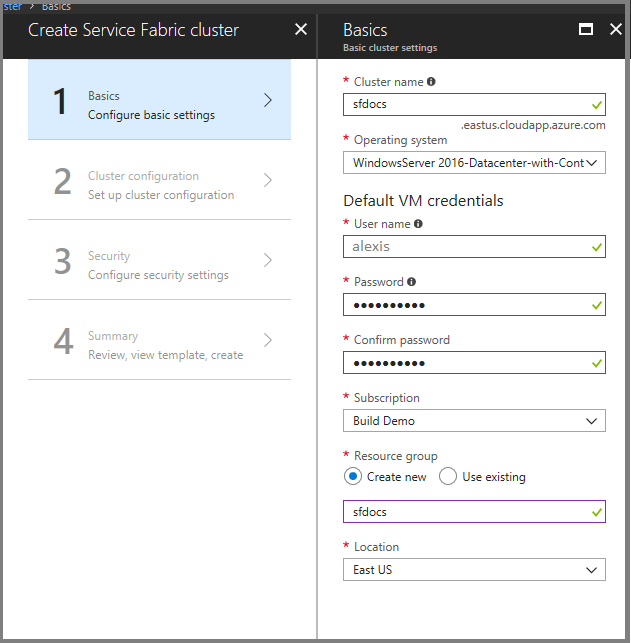 ster > Basics
Create Service Fabric cluster
1
Basics
Configure basic settings
2
Cluster configuration
Set up cluster configuration
3
Security
Configure security settings
4
Summary
Review, view template, create
Basics
Basic cluster settings
* Cluster name
sfdocs
.eastus.cloudapp.azure.com
* Operating system
WindowsServer 2016-Datacenter-with-Cont
Default VM credentials
* User name
alexis
* Password
••••••••••
* Confirm password
••••••••••
* Subscription
Build Demo
* Resource group
Create new Use existing
sfdocs
* Location
East US